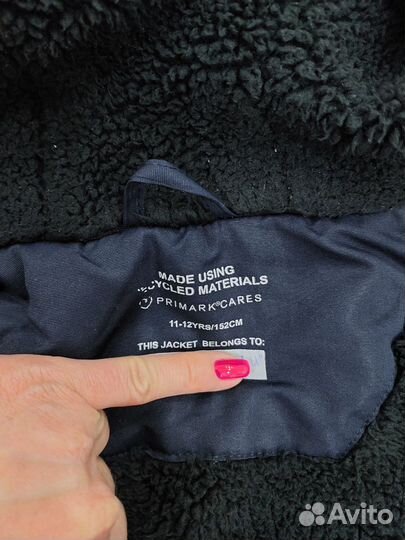 MADE USING
RECYCLED MATERIALS
PRIMARK®CARES
11-12YRS/152CM
THIS JACKET BELONGS TO:
Avito